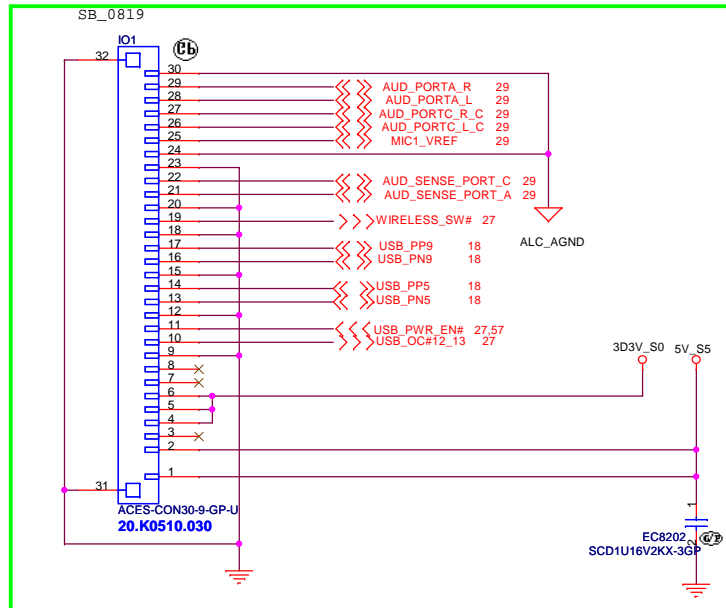 SB_0819
IO1
Cb
32
30
29 AUD_PORTA_R 29
28 AUD_PORTA_L 29
27 AUD_PORTC_R_C 29
26 AUD_PORTC_L_C 29
25 MIC1_VREF 29
24
23
22 AUD_SENSE_PORT_C 29
21 AUD_SENSE_PORT_A 29
20
19 WIRELESS_SW# 27
18
ALC_AGND
17 USB_PP9 18
16 USB_PN9 18
15
14 USB_PP5 18
13 USB_PN5 18
12
11 USB_PWR_EN# 27,57
10 USB_OC#12_13 27
9
3D3V_S0 5V_S5
8
7
6
5
4
3
2
1
31
ACES-CON30-9-GP-U
20.K0510.030
1
EC8202
2
G/P
SCD1U16V2KX-3GP